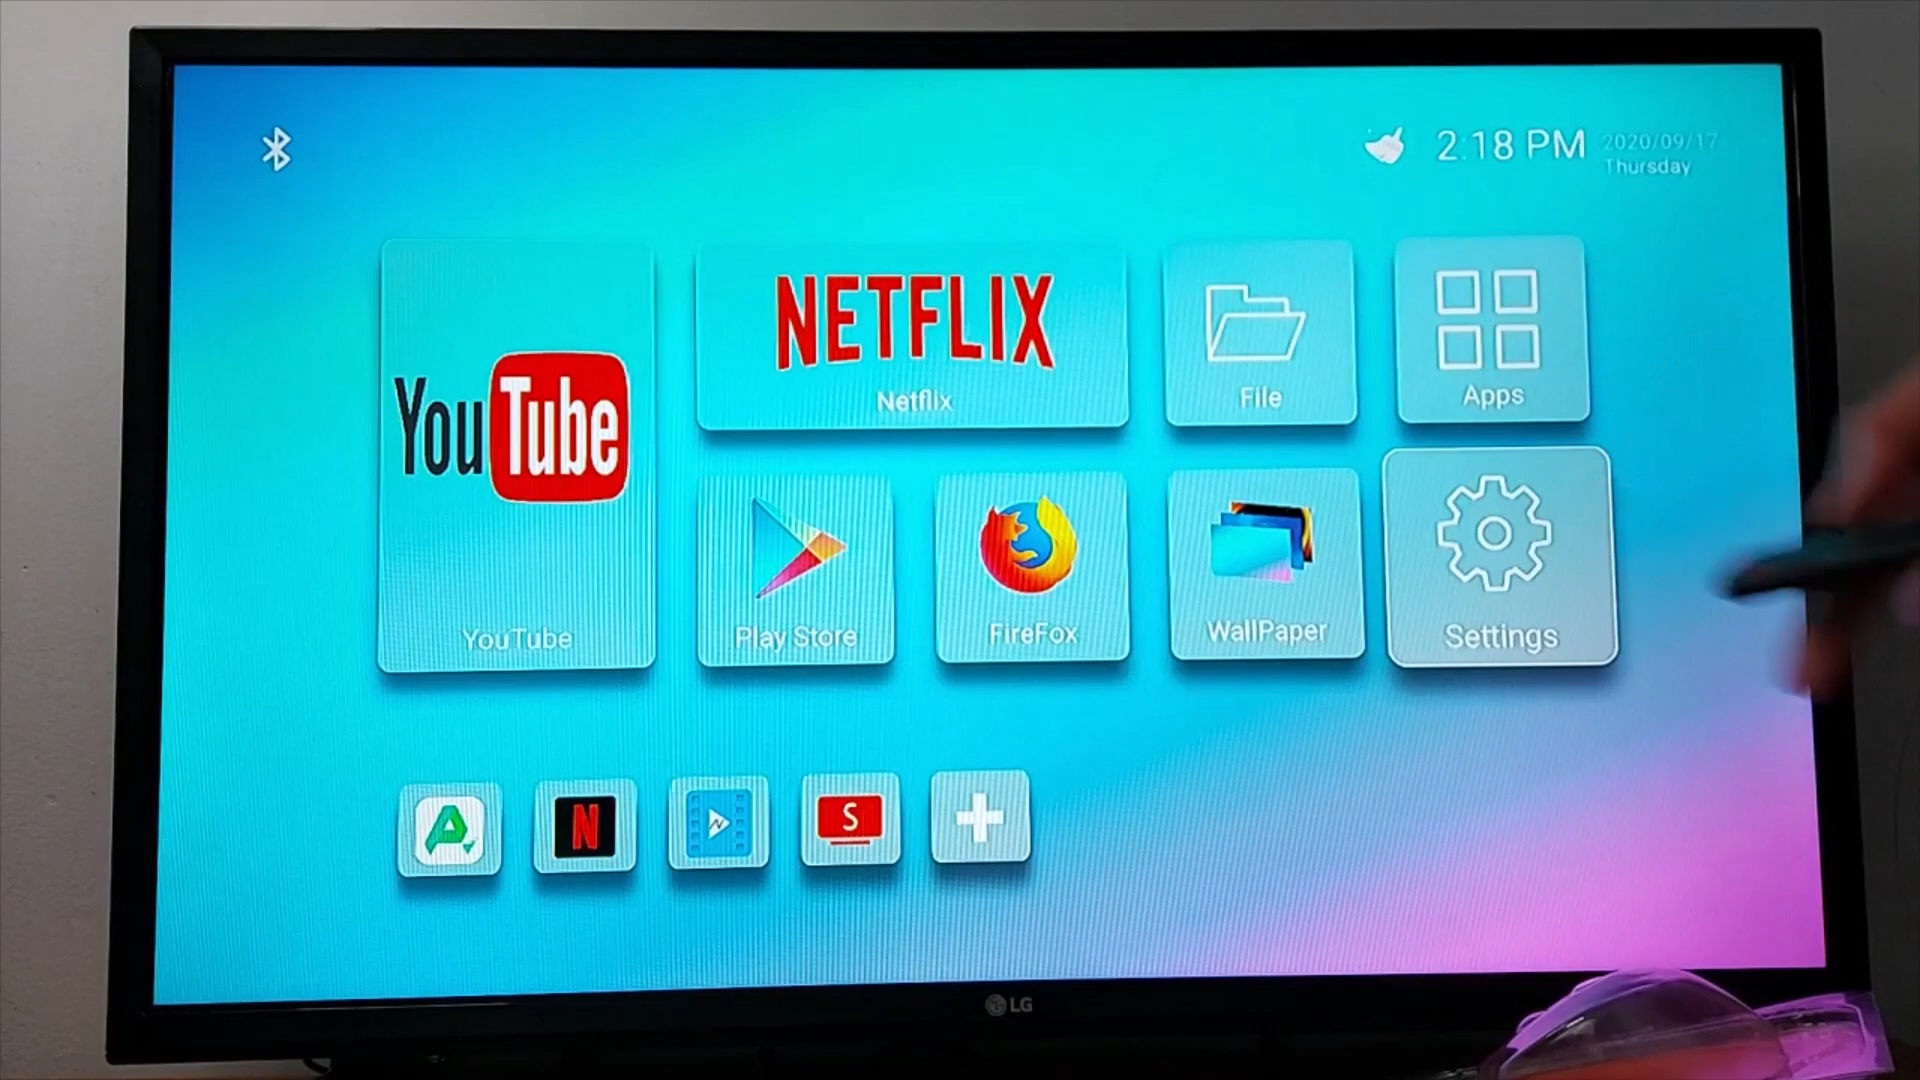 2:18 PM
2020/09/17
Thursday
YouTube
YouTube
NETFLIX
Netflix
File
Apps
Play Store
FireFox
WallPaper
Settings
N
S
LG